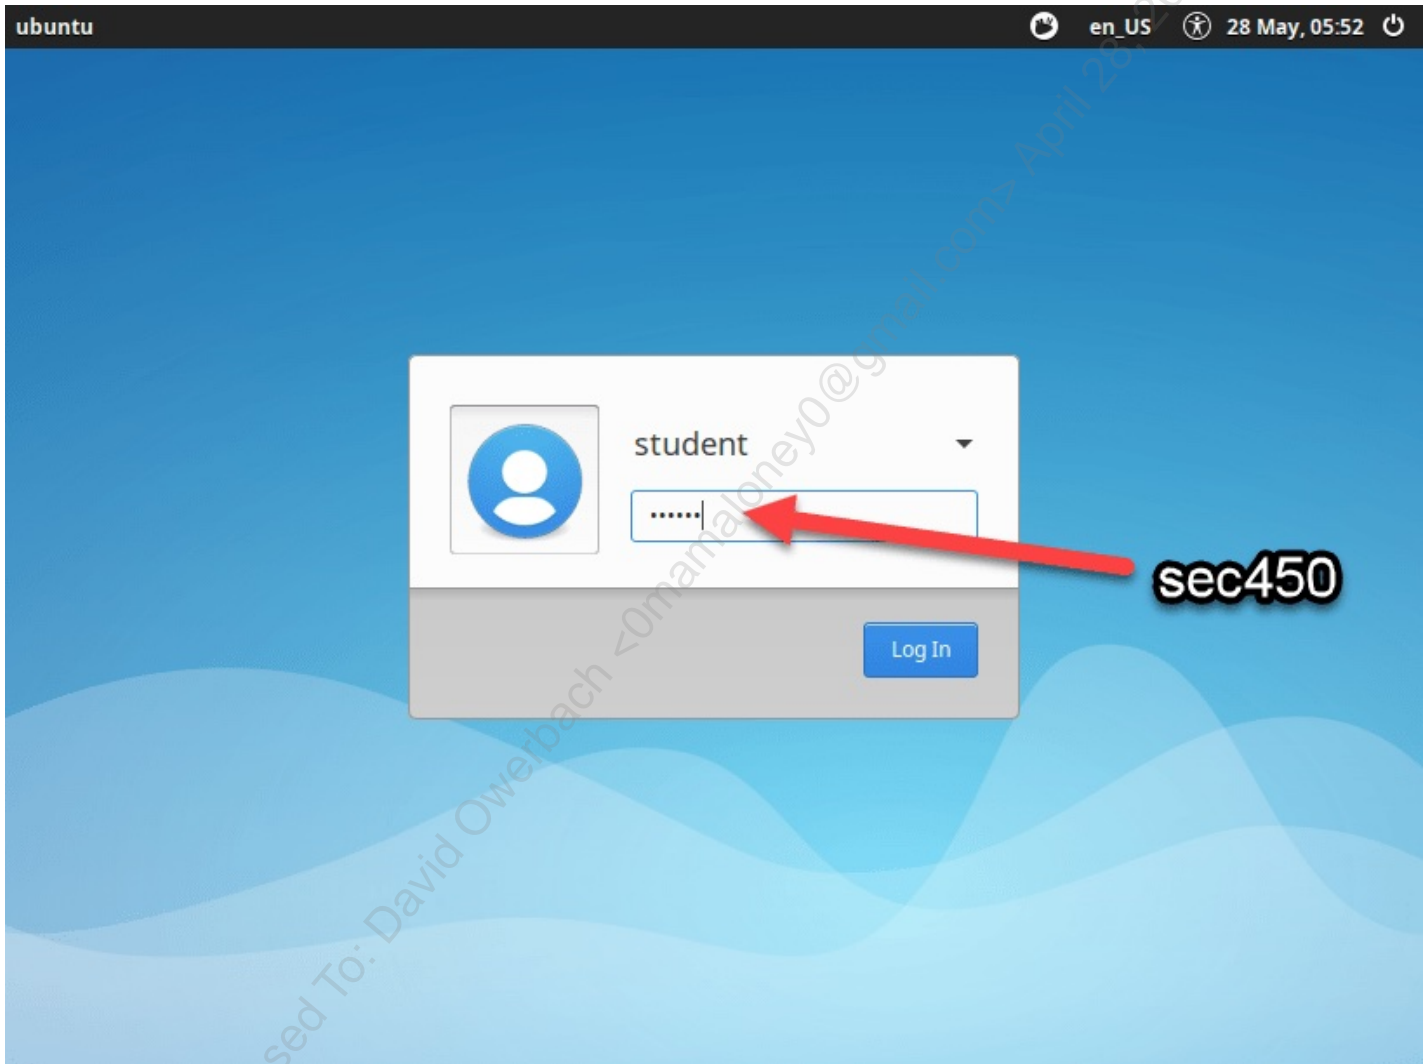 ubuntu
en_US
28 May, 05:52
student
••••••
sec450
Log In
sed To: David Owerbach <0mamaloney0@gmail.com> April 28, 20